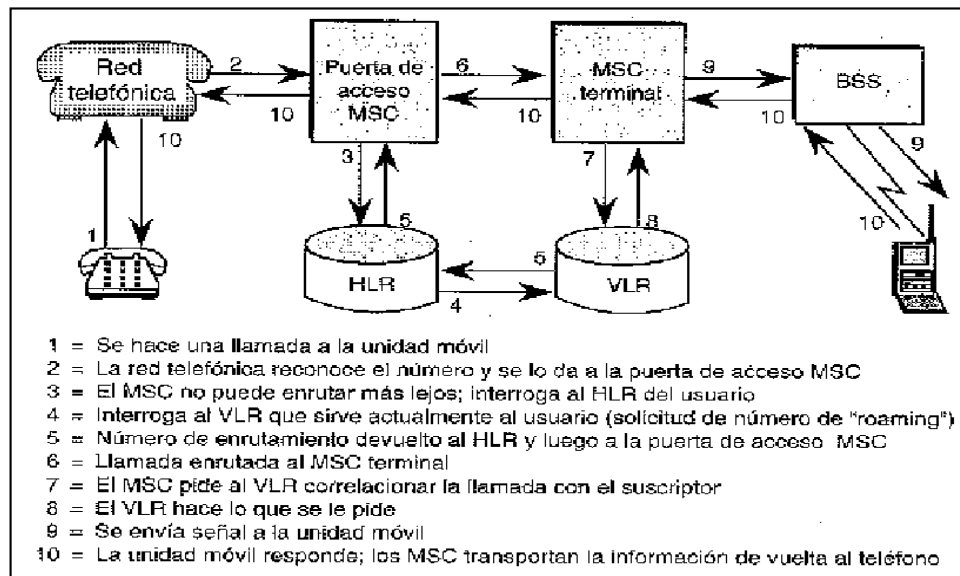 Red
telefónica
2
10
Puerta de
acceso
MSC
6
10
MSC
terminal
9
10
BSS
10
3
5
7
8
9
10
1
HLR
5
4
VLR
1 = Se hace una llamada a la unidad móvil
2 = La red telefónica reconoce el número y se lo da a la puerta de acceso MSC
3 = El MSC no puede enrutar más lejos; interroga al HLR del usuario
4 = Interroga al VLR que sirve actualmente al usuario (solicitud de número de "roaming")
5 = Número de enrutamiento devuelto al HLR y luego a la puerta de acceso MSC
6 = Llamada enrutada al MSC terminal
7 = El MSC pide al VLR correlacionar la llamada con el suscriptor
8 = El VLR hace lo que se le pide
9 = Se envía señal a la unidad móvil
10 = La unidad móvil responde; los MSC transportan la información de vuelta al teléfono